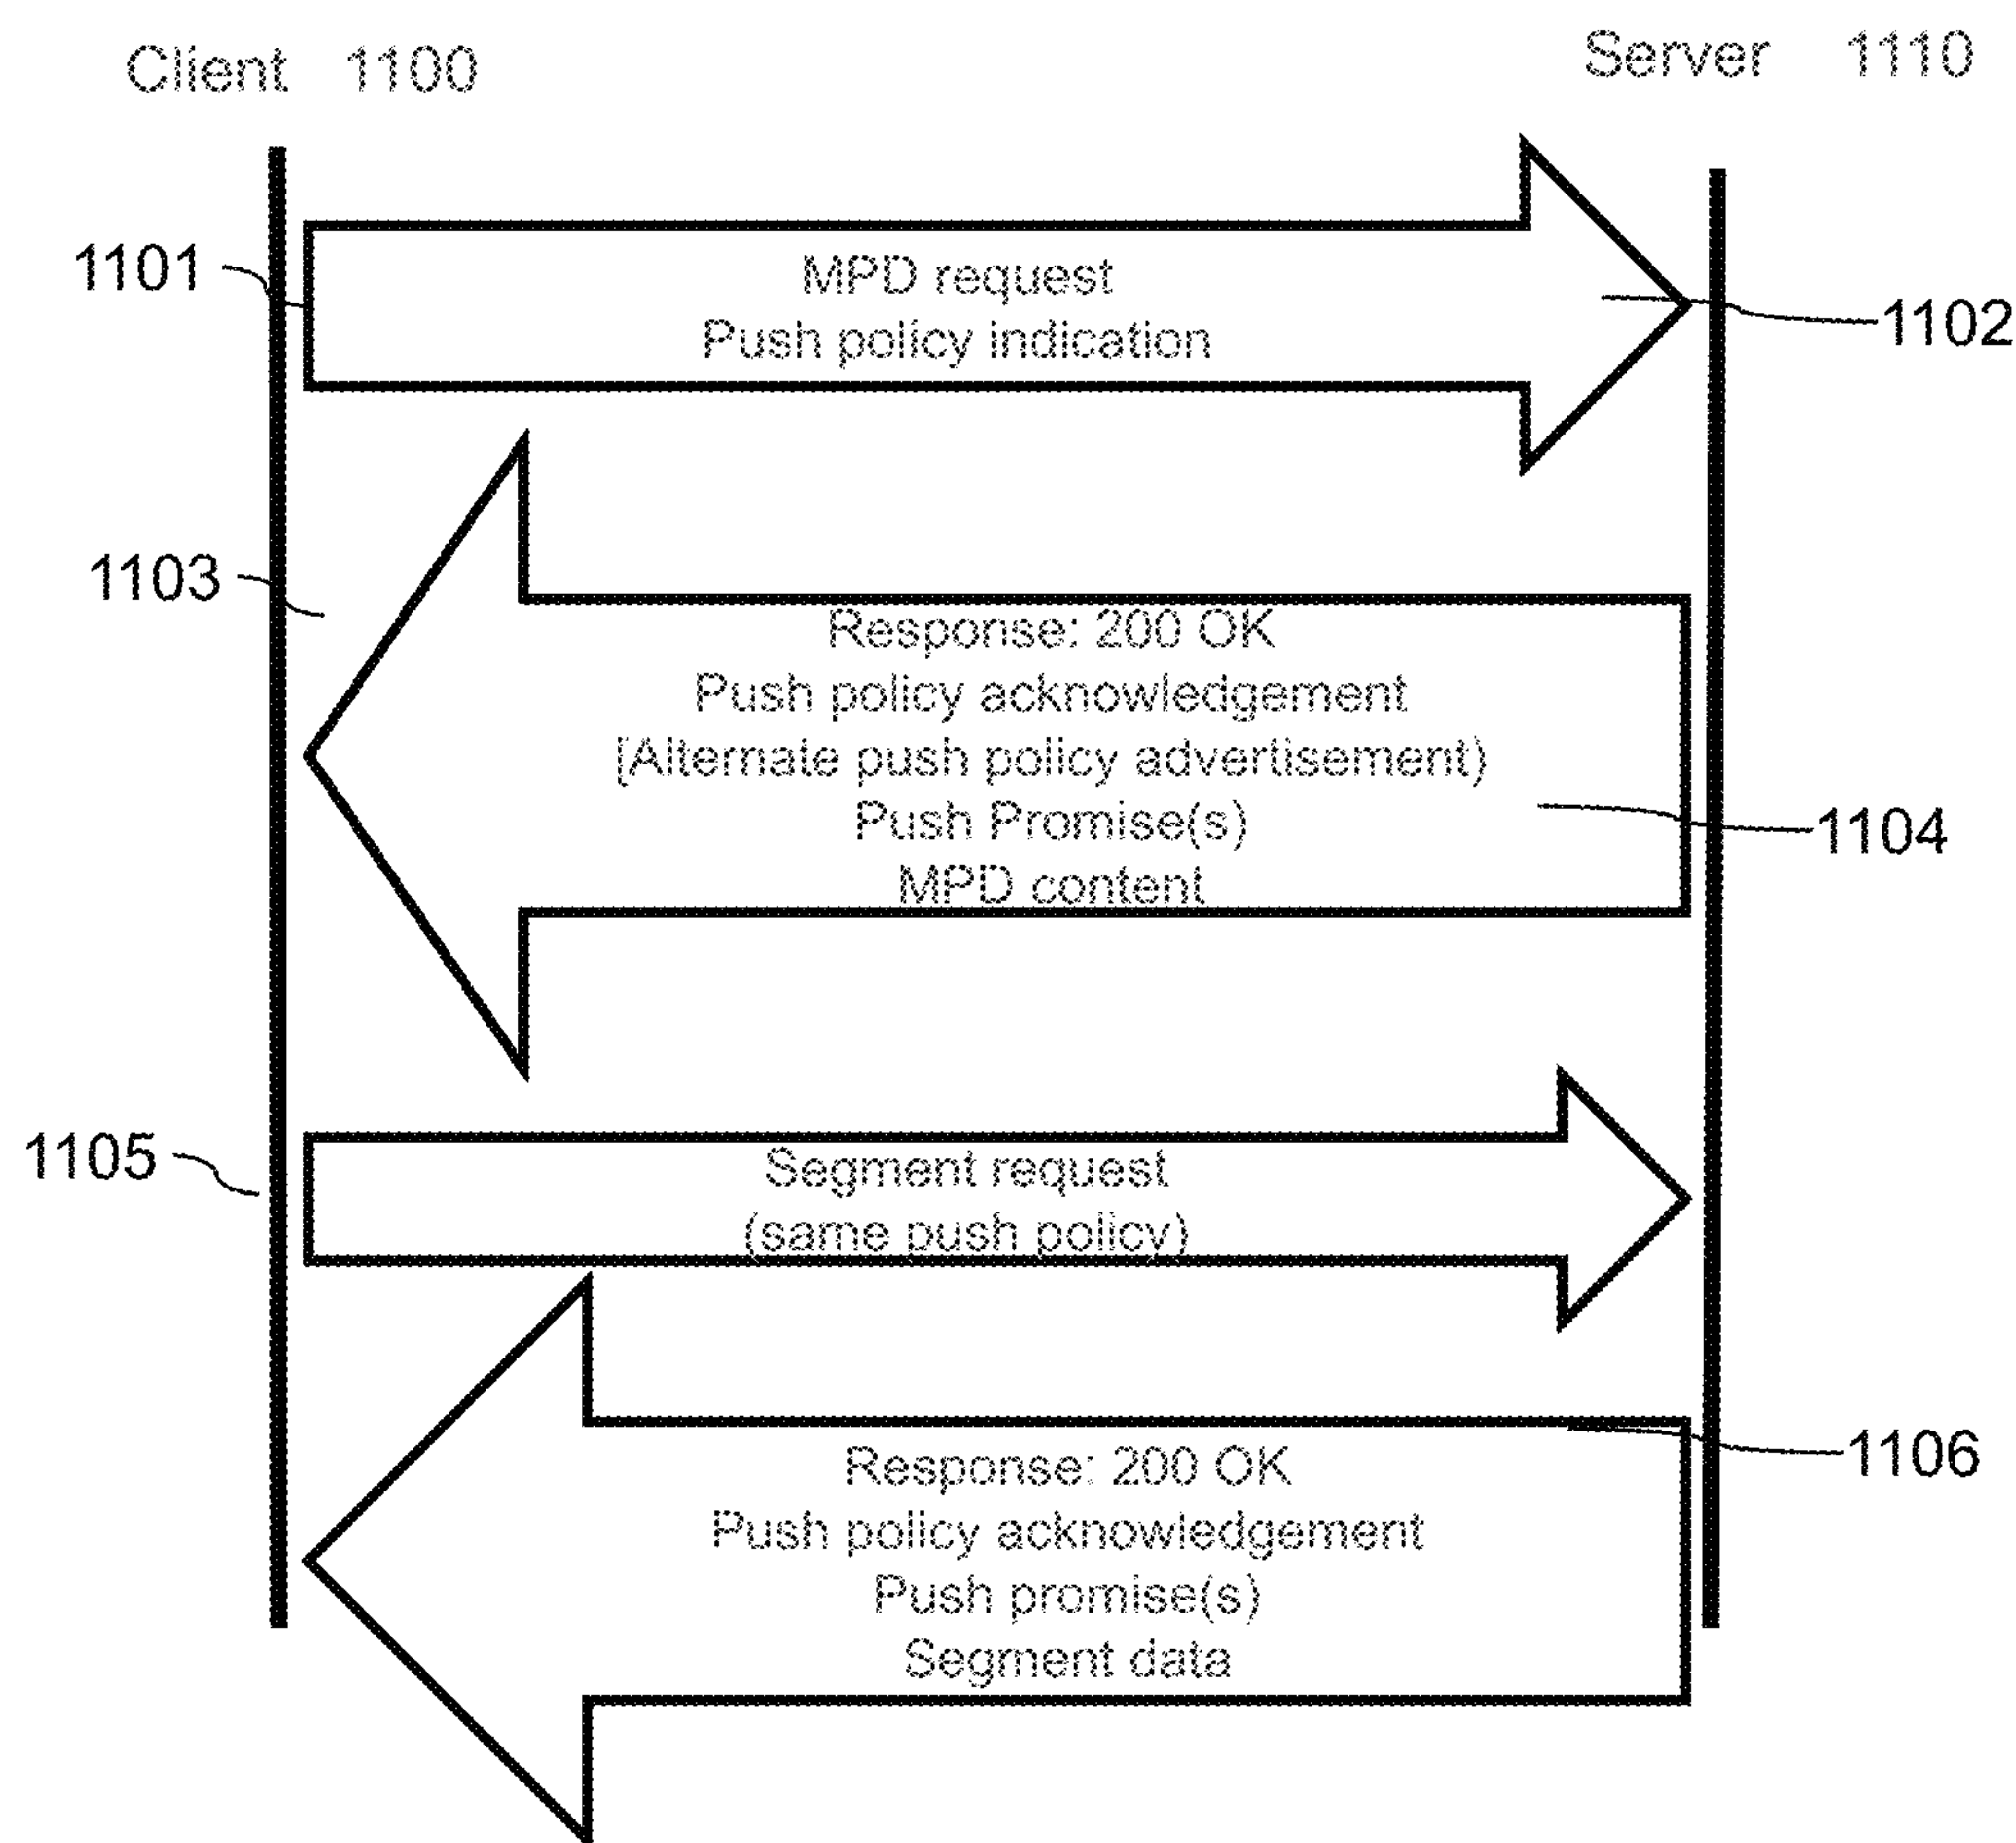 Client 1100
Server 1110
1101
MPD request
Push policy indication
1102
1103
Response: 200 OK
Push policy acknowledgement
[Alternate push policy advertisement)
Push Promise(s)
MPD content
1104
1105
Segment request
(same push policy)
1106
Response: 200 OK
Push policy acknowledgement
Push promise(s)
Segment data